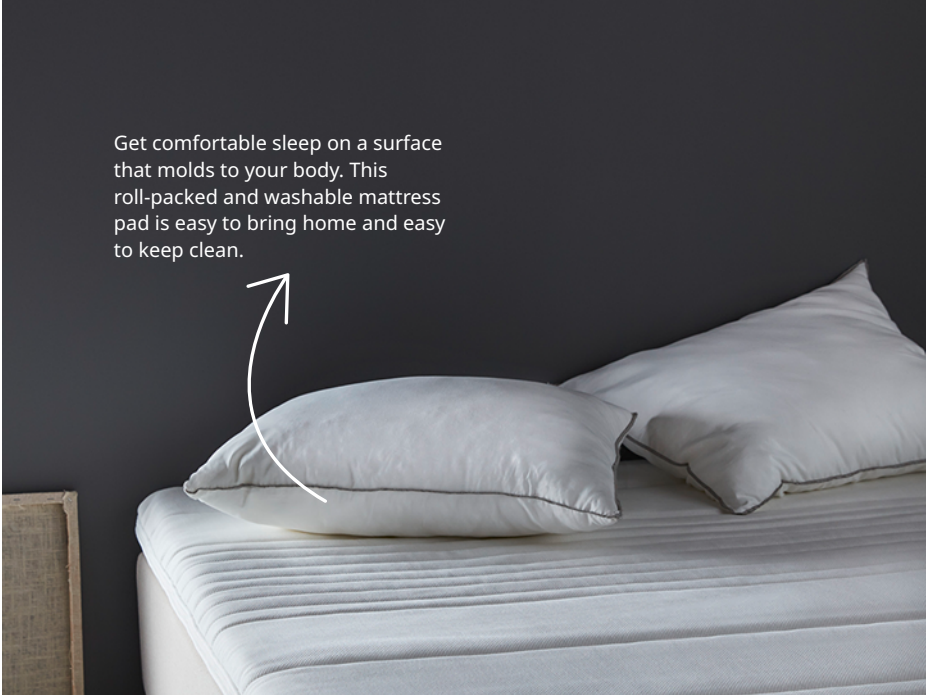 Get comfortable sleep on a surface
that molds to your body. This
roll-packed and washable mattress
pad is easy to bring home and easy
to keep clean.